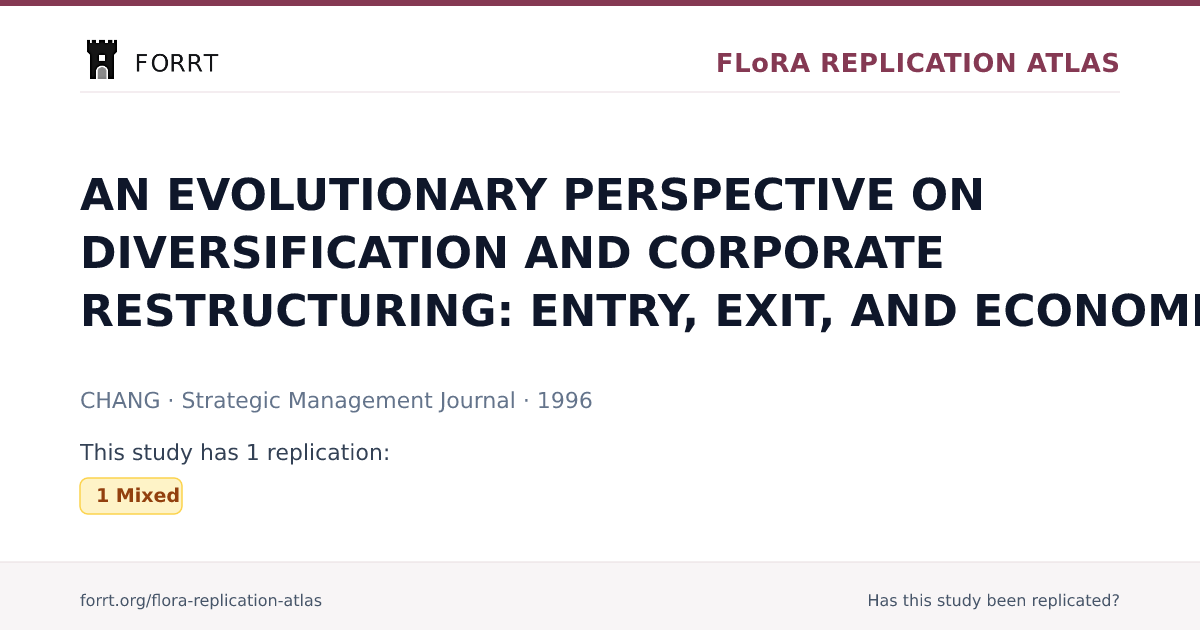 FORRT
FLoRA REPLICATION ATLAS
AN EVOLUTIONARY PERSPECTIVE ON
DIVERSIFICATION AND CORPORATE
RESTRUCTURING: ENTRY, EXIT, AND ECONOMI
CHANG · Strategic Management Journal · 1996
This study has 1 replication:
1 Mixed
forrt.org/flora-replication-atlas
Has this study been replicated?